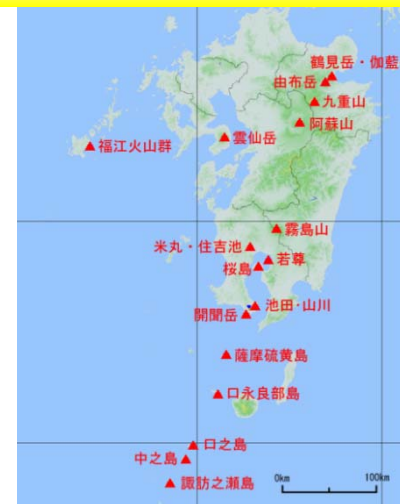 鶴見岳・伽藍
由布岳
九重山
阿蘇山
雲仙岳
福江火山群
霧島山
米丸・住吉池
若尊
桜島
池田・山川
開聞岳
薩摩硫黄島
口永良部島
口之島
中之島
諏訪之瀬島
0km 100km